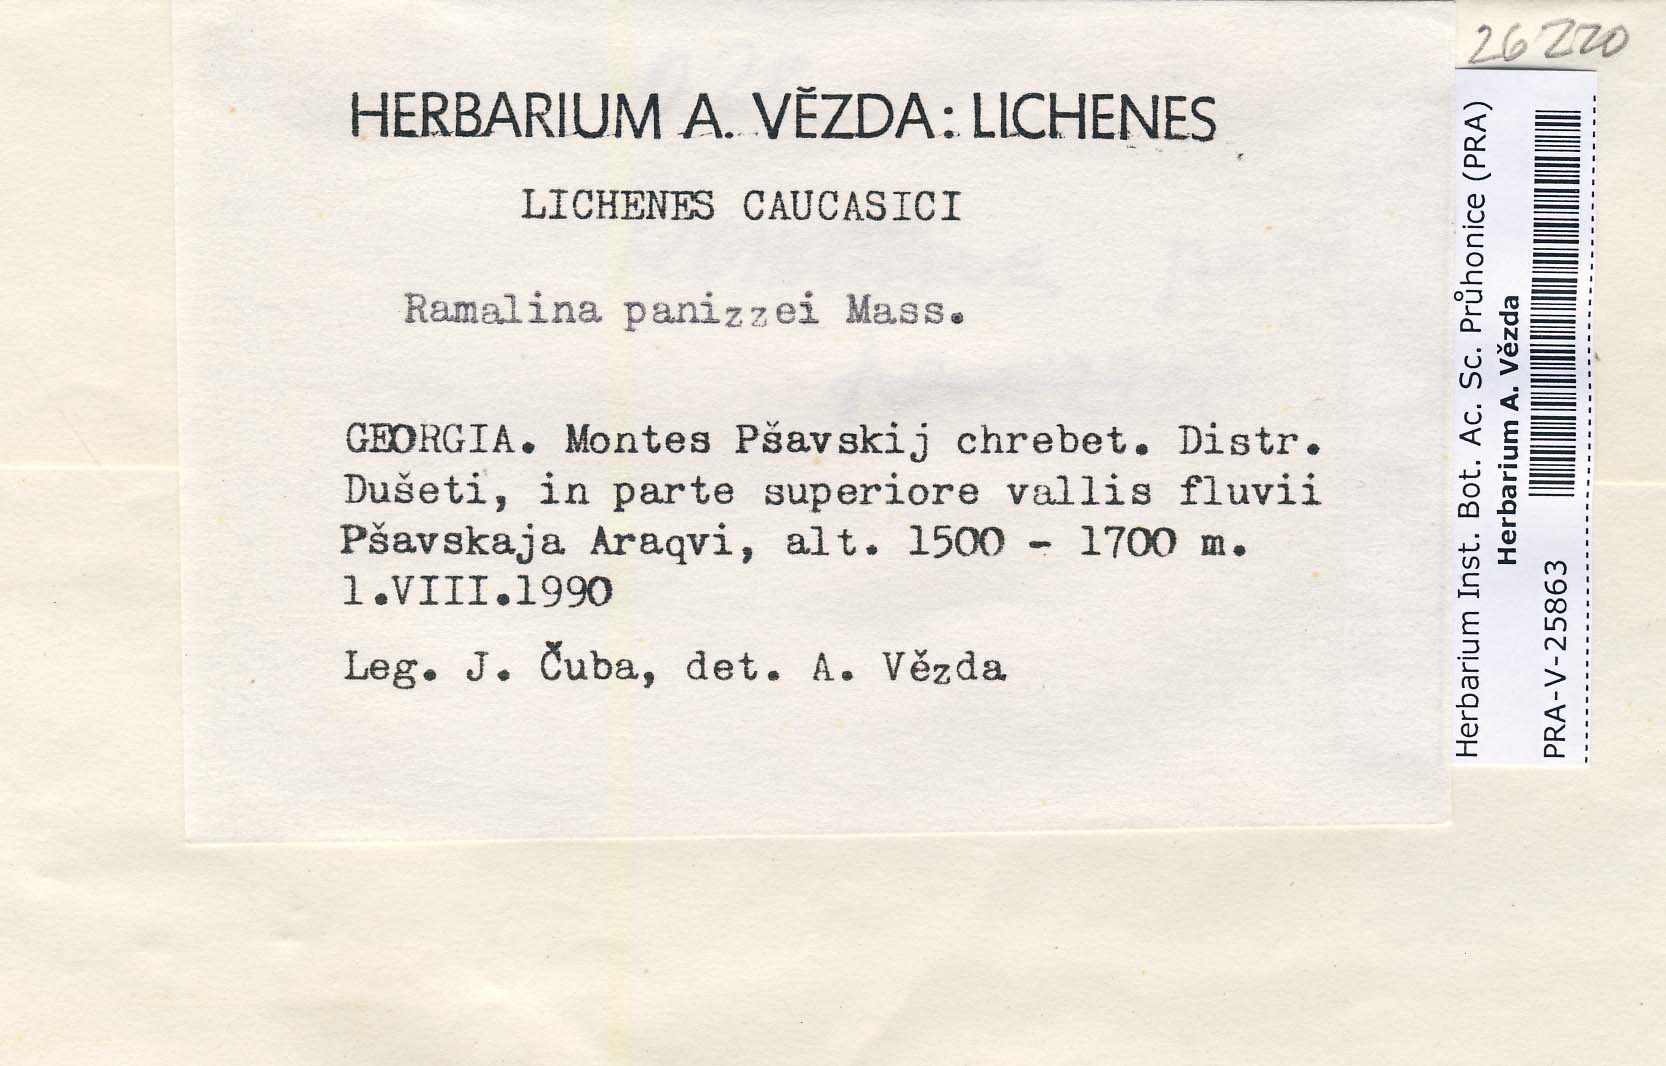 26220
HERBARIUM A. VĚZDA: LICHENES
LICHENES CAUCASICI
Ramalina panizzei Mass.
GEORGIA. Montes Pšavskij chrebet. Distr.
Dušeti, in parte superiore vallis fluvii
Pšavskaja Araqvi, alt. 1500 - 1700 m.
1.VIII.1990
Leg. J. Čuba, det. A. Vězda
Herbarium Inst. Bot. Ac. Sc. Průhonice (PRA)
Herbarium A. Vězda
PRA-V-25863